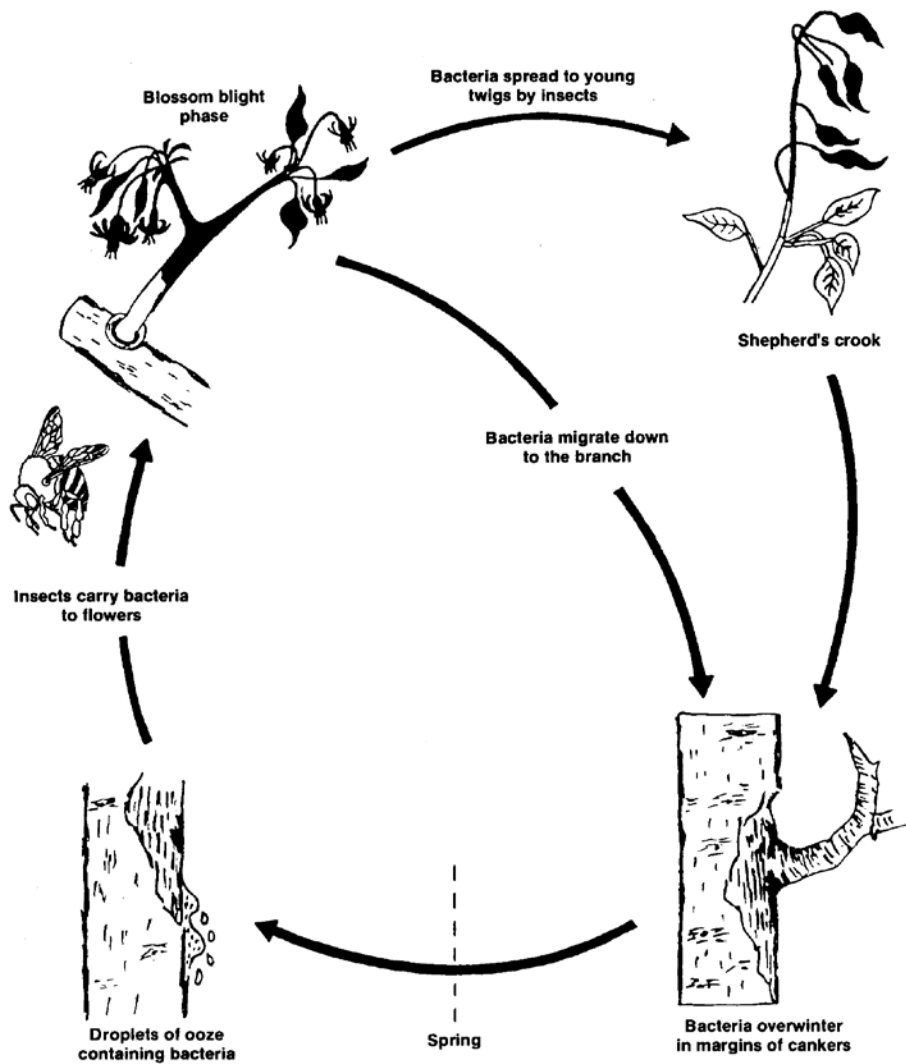 Blossom blight
phase
Bacteria spread to young
twigs by insects
Shepherd's crook
Bacteria migrate down
to the branch
Insects carry bacteria
to flowers
Droplets of ooze
containing bacteria
Spring
Bacteria overwinter
in margins of cankers